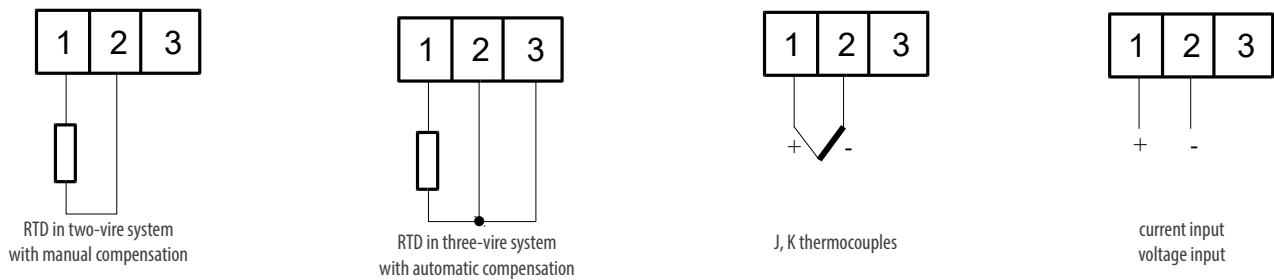 1 2 3
RTD in two-vire system
with manual compensation
1 2 3
RTD in three-vire system
with automatic compensation
1 2 3
+ -
J, K thermocouples
1 2 3
+ -
current input
voltage input